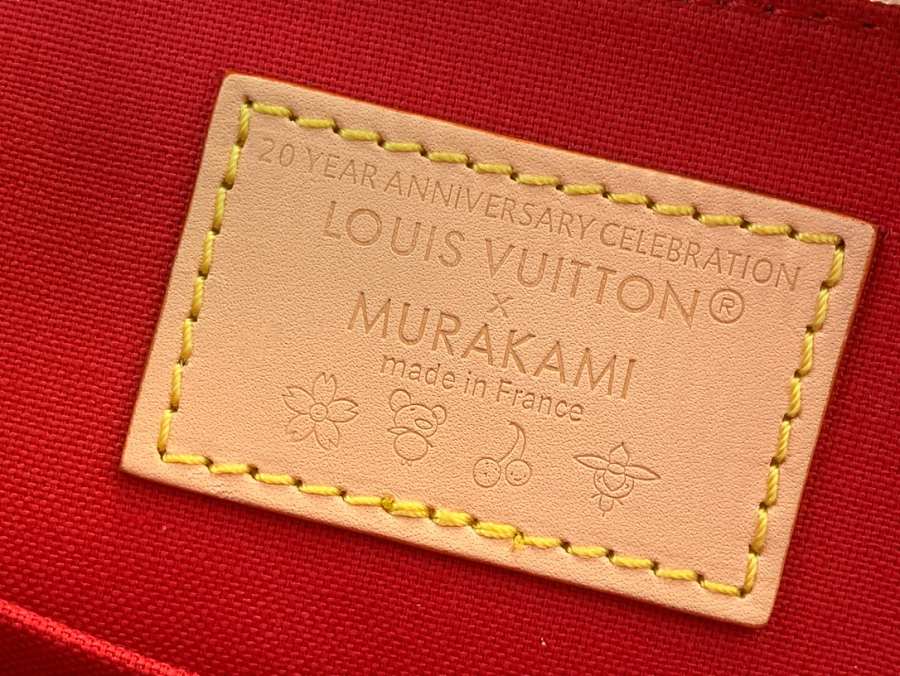 20 YEAR ANNIVERSARY CELEBRATION
LOUIS VUITTON®
×
MURAKAMI
made in France